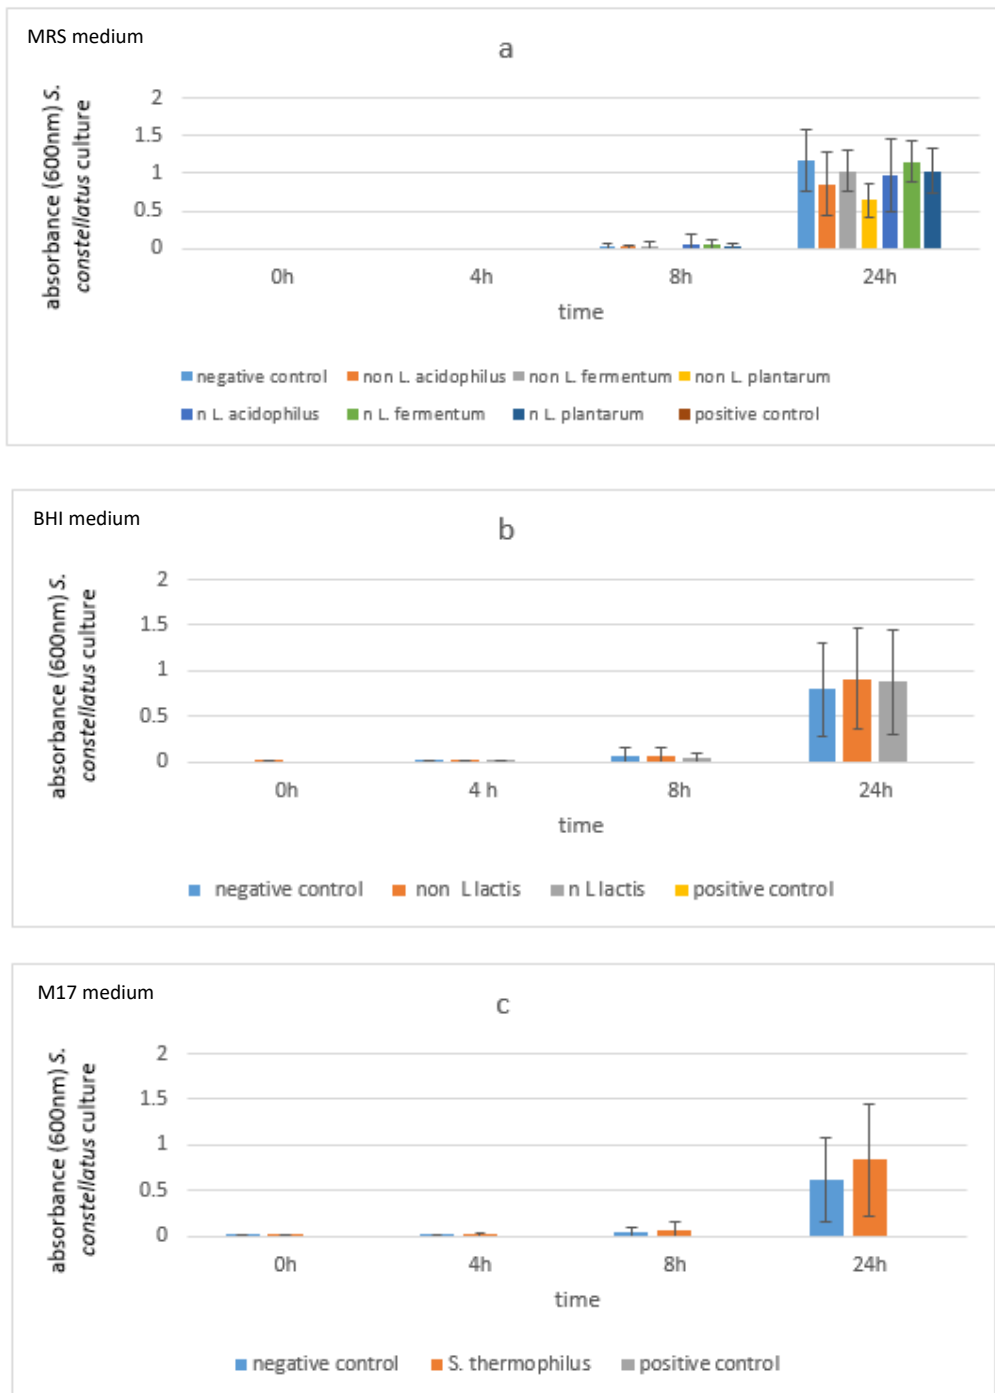 MRS medium
a
absorbance (600nm) S.
constellatus culture
2
1.5
1
0.5
0
0h 4h 8h 24h
time
negative control non L. acidophilus non L. fermentum non L. plantarum
n L. acidophilus n L. fermentum n L. plantarum positive control
BHI medium
b
absorbance (600nm) S.
constellatus culture
2
1.5
1
0.5
0
0h 4 h 8h 24h
time
negative control non L lactis n L lactis positive control
M17 medium
c
absorbance (600nm) S.
constellatus culture
2
1.5
1
0.5
0
0h 4h 8h 24h
time
negative control S. thermophilus positive control